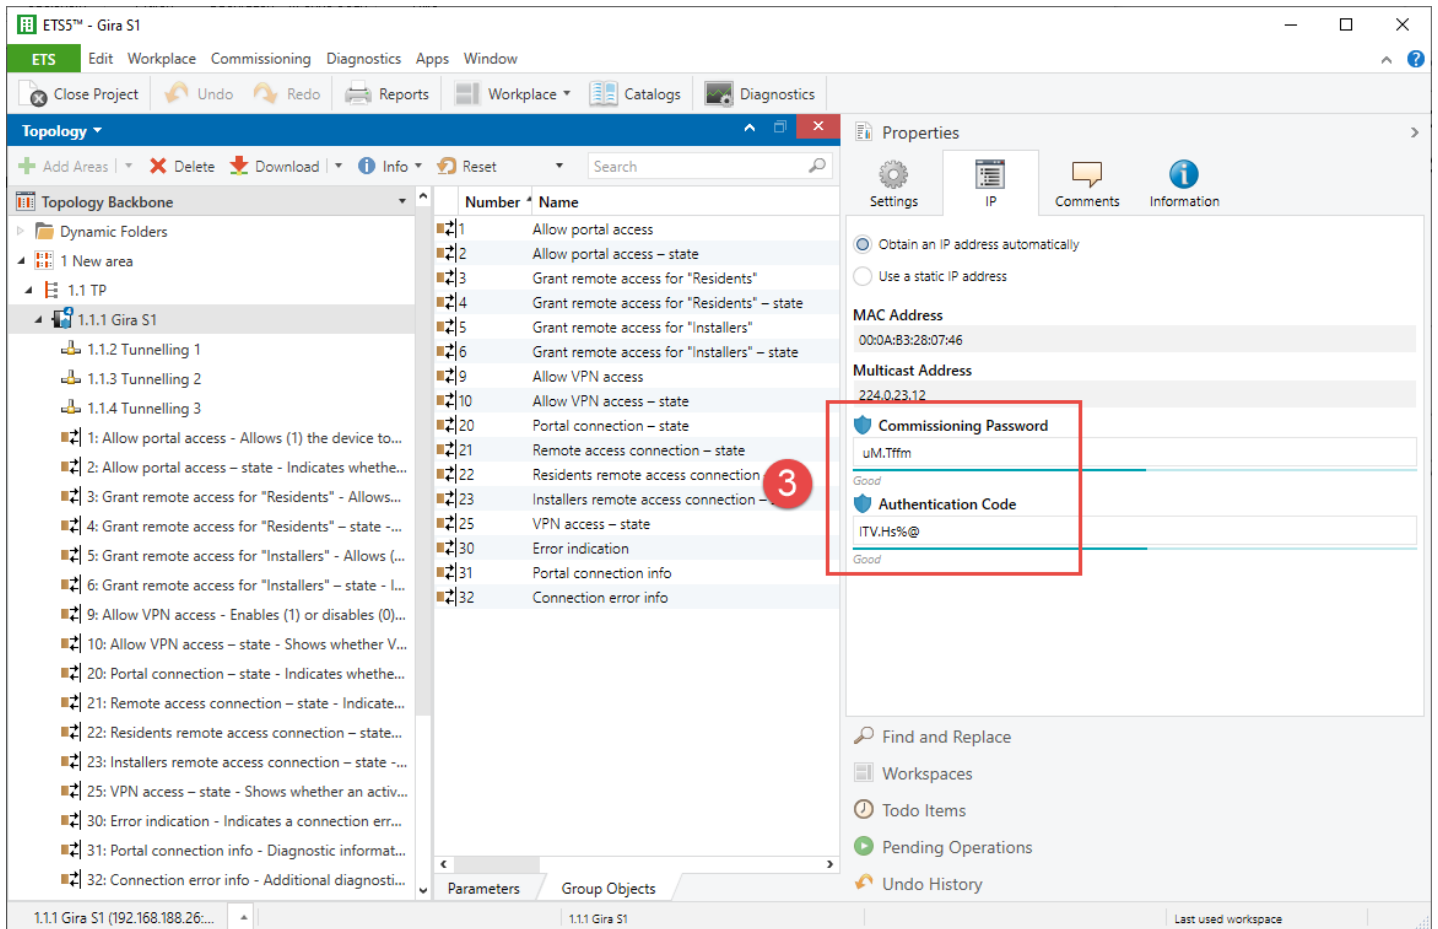 ETS5™ - Gira S1
ETS Edit Workplace Commissioning Diagnostics Apps Window
Close Project Undo Redo Reports Workplace Catalogs Diagnostics
Topology
Add Areas Delete Download Info Reset Search
Topology Backbone
Dynamic Folders
1 New area
1.1 TP
1.1.1 Gira S1
1.1.2 Tunnelling 1
1.1.3 Tunnelling 2
1.1.4 Tunnelling 3
1: Allow portal access - Allows (1) the device to...
2: Allow portal access – state - Indicates whethe...
3: Grant remote access for "Residents" - Allows...
4: Grant remote access for "Residents" – state -...
5: Grant remote access for "Installers" - Allows (...
6: Grant remote access for "Installers" – state - I...
9: Allow VPN access - Enables (1) or disables (0)...
10: Allow VPN access – state - Shows whether V...
20: Portal connection – state - Indicates whethe...
21: Remote access connection – state - Indicate...
22: Residents remote access connection – state...
23: Installers remote access connection – state -...
25: VPN access – state - Shows whether an activ...
30: Error indication - Indicates a connection err...
31: Portal connection info - Diagnostic informat...
32: Connection error info - Additional diagnosti...
Number Name
1 Allow portal access
2 Allow portal access – state
3 Grant remote access for "Residents"
4 Grant remote access for "Residents" – state
5 Grant remote access for "Installers"
6 Grant remote access for "Installers" – state
9 Allow VPN access
10 Allow VPN access – state
20 Portal connection – state
21 Remote access connection – state
22 Residents remote access connection
23 Installers remote access connection –
25 VPN access – state
30 Error indication
31 Portal connection info
32 Connection error info
Parameters Group Objects
Properties
Settings IP Comments Information
Obtain an IP address automatically
Use a static IP address
MAC Address
00:0A:B3:28:07:46
Multicast Address
224.0.23.12
Commissioning Password
uM.Tffm
Good
3
Authentication Code
ITV.Hs%@
Good
Find and Replace
Workspaces
Todo Items
Pending Operations
Undo History
1.1.1 Gira S1 (192.168.188.26:... 1.1.1 Gira S1 Last used workspace